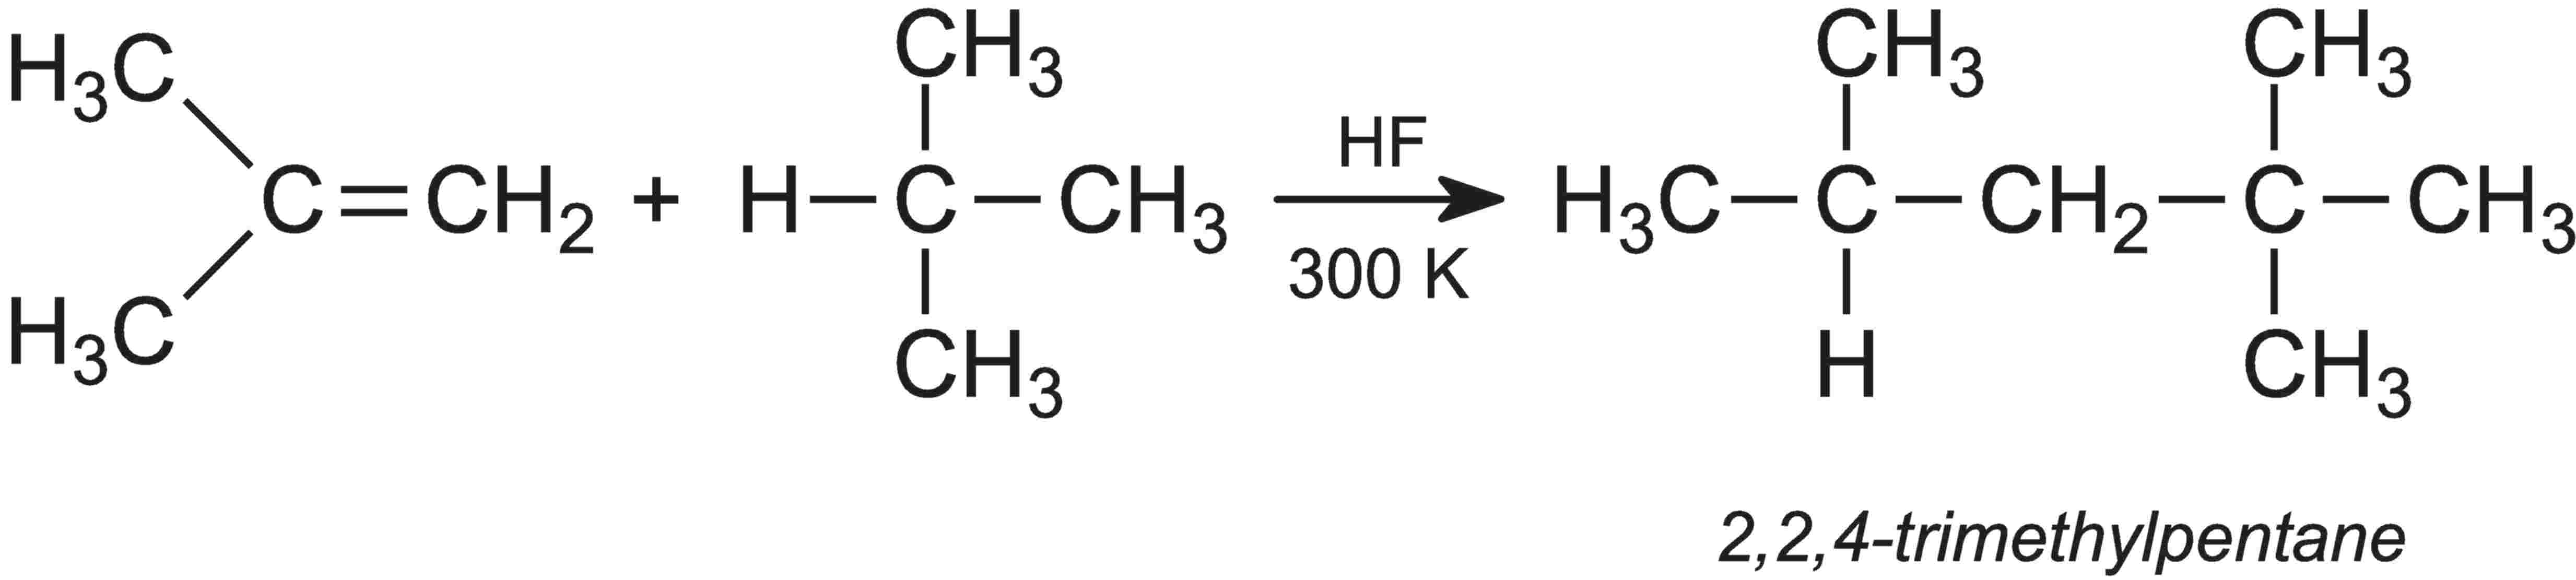 CH3 CH3 CH3
H3C HF
C=CH2 + H—C—CH3 H3C—C—CH2—C—CH3
300 K
H3C CH3 H CH3
2,2,4-trimethylpentane